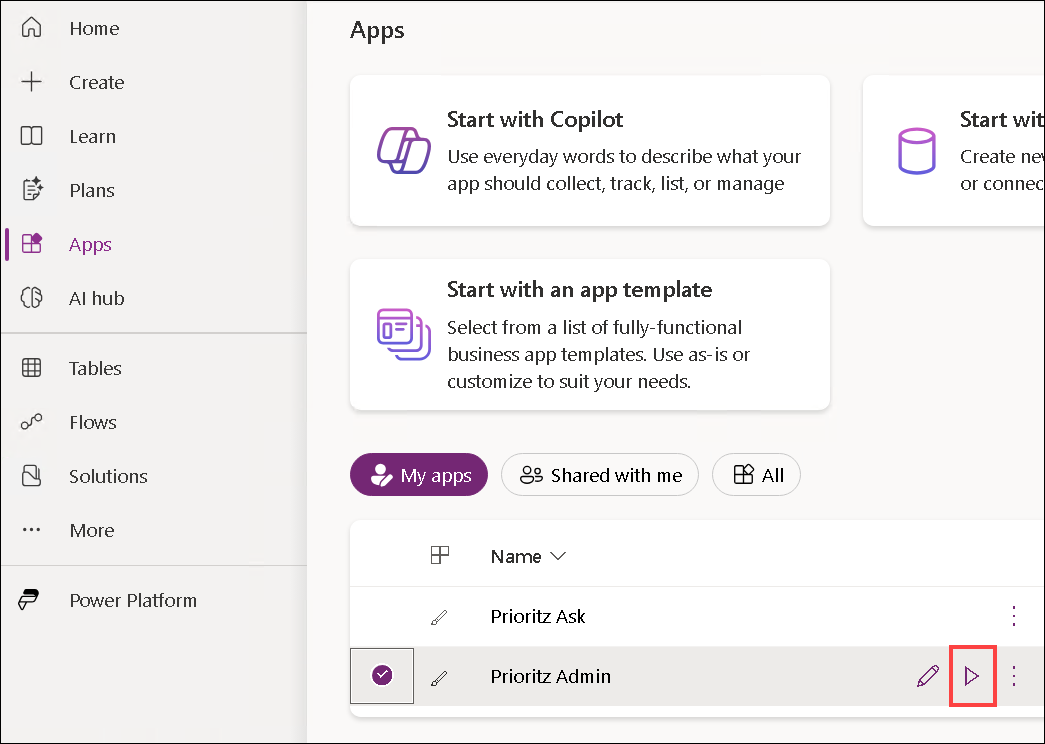 Home
Create
Learn
Plans
Apps
AI hub
Tables
Flows
Solutions
More
Power Platform
Apps
Start with Copilot
Use everyday words to describe what your
app should collect, track, list, or manage
Start with an app template
Select from a list of fully-functional
business app templates. Use as-is or
customize to suit your needs.
Start
Create
or
My apps
Shared with me
All
Name
Prioritz Ask
Prioritz Admin